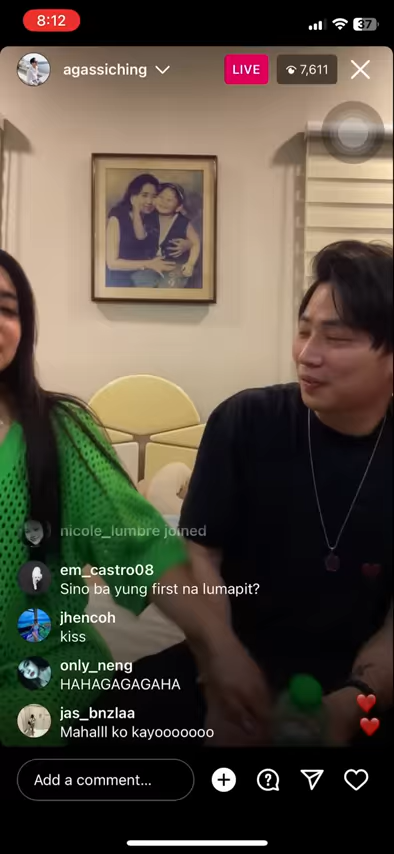 8:12
37
agassiching
LIVE
7,611
nicole_lumbre joined
em_castro08
Sino ba yung first na lumapit?
jhencoh
kiss
only_neng
HAHAGAGAGAHA
jas_bnzlaa
Mahalll ko kayooooooo
Add a comment...